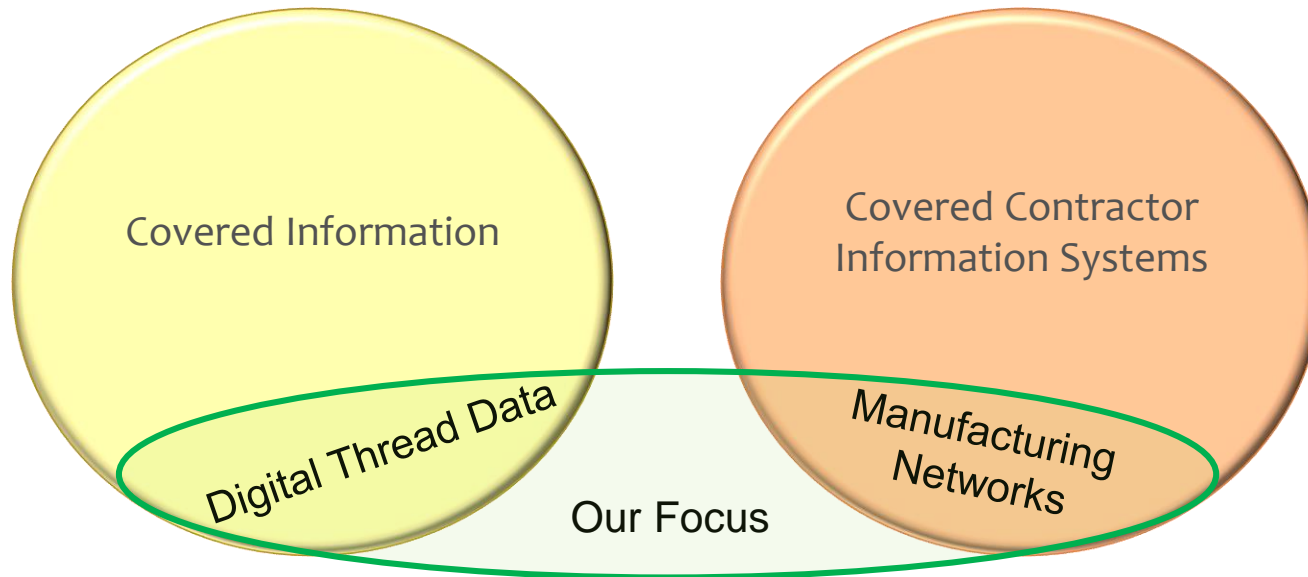 Covered Information
Covered Contractor
Information Systems
Digital Thread Data
Manufacturing
Networks
Our Focus